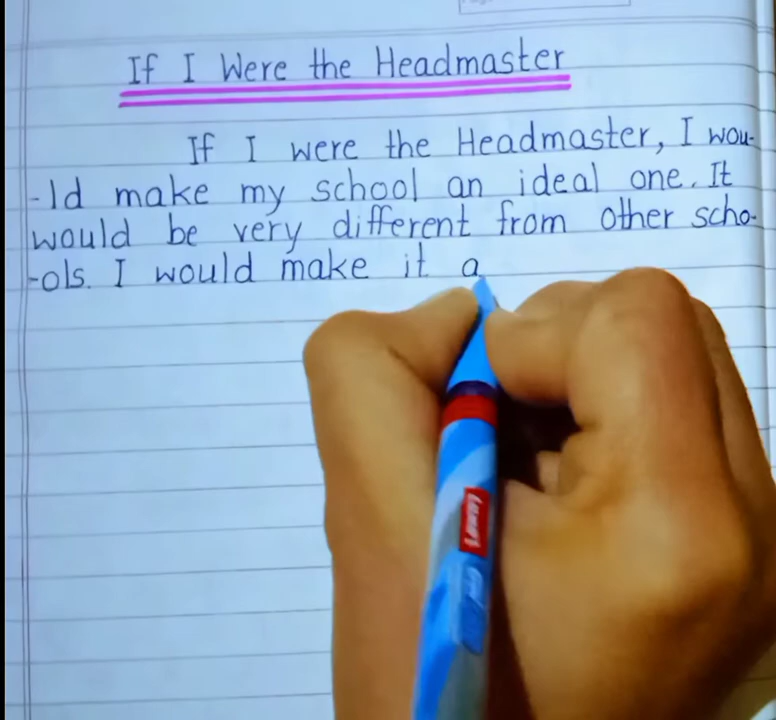 If I Were the Headmaster
If I were the Headmaster, I wou-
-ld make my school an ideal one. It
would be very different from other scho-
-ols. I would make it a
Luxor